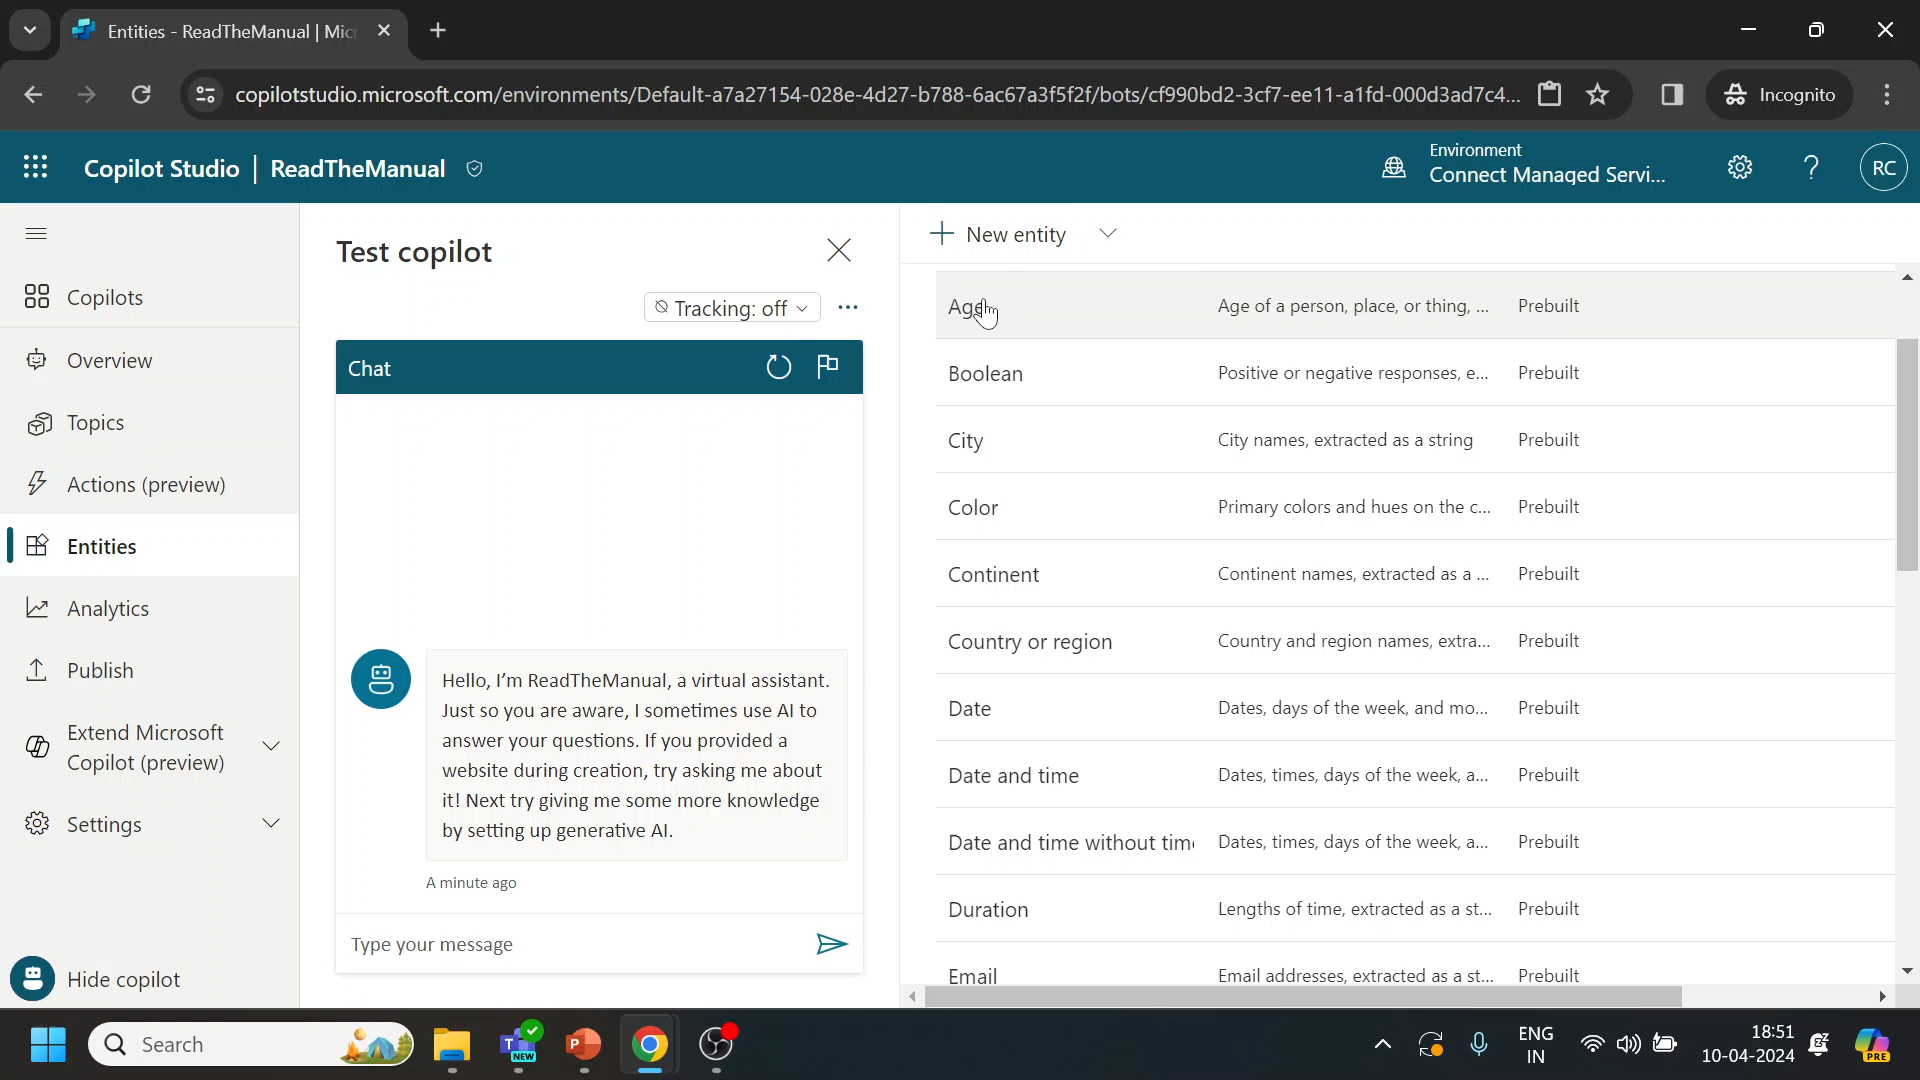 Entities - ReadTheManual | Mic
copilotstudio.microsoft.com/environments/Default-a7a27154-028e-4d27-b788-6ac67a3f5f2f/bots/cf990bd2-3cf7-ee11-a1fd-000d3ad7c4...
Incognito
Copilot Studio | ReadTheManual
Environment
Connect Managed Servi...
?
RC
Copilots
Overview
Topics
Actions (preview)
Entities
Analytics
Publish
Extend Microsoft
Copilot (preview)
Settings
Hide copilot
Test copilot
Tracking: off
Chat
Hello, I'm ReadTheManual, a virtual assistant.
Just so you are aware, I sometimes use AI to
answer your questions. If you provided a
website during creation, try asking me about
it! Next try giving me some more knowledge
by setting up generative AI.
A minute ago
Type your message
New entity
Age Age of a person, place, or thing, ... Prebuilt
Boolean Positive or negative responses, e... Prebuilt
City City names, extracted as a string Prebuilt
Color Primary colors and hues on the c... Prebuilt
Continent Continent names, extracted as a ... Prebuilt
Country or region Country and region names, extra... Prebuilt
Date Dates, days of the week, and mo... Prebuilt
Date and time Dates, times, days of the week, a... Prebuilt
Date and time without tim Dates, times, days of the week, a... Prebuilt
Duration Lengths of time, extracted as a st... Prebuilt
Email Email addresses, extracted as a st... Prebuilt
Search
NEW
ENG
IN
18:51
10-04-2024
PRE